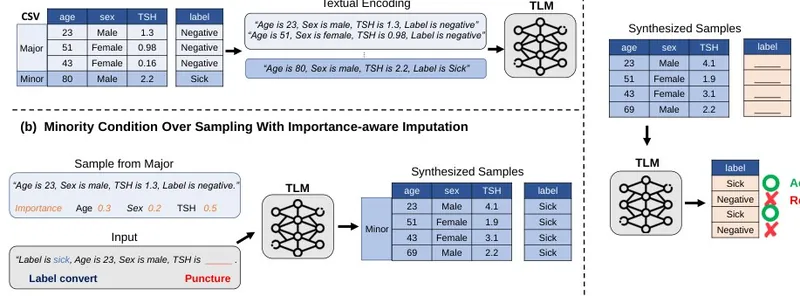 Textual Encoding
TLM
CSV
age sex TSH label
Major
23 Male 1.3 Negative
51 Female 0.98 Negative
43 Female 0.16 Negative
Minor 80 Male 2.2 Sick
“Age is 23, Sex is male, TSH is 1.3, Label is negative”
“Age is 51, Sex is female, TSH is 0.98, Label is negative”
“Age is 80, Sex is male, TSH is 2.2, Label is Sick”
(b) Minority Condition Over Sampling With Importance-aware Imputation
Sample from Major
“Age is 23, Sex is male, TSH is 1.3, Label is negative.”
Importance Age 0.3 Sex 0.2 TSH 0.5
Input
“Label is sick, Age is 23, Sex is male, TSH is _____ .
Label convert Puncture
TLM
Synthesized Samples
age sex TSH label
Minor
23 Male 4.1 Sick
51 Female 1.9 Sick
43 Female 3.1 Sick
69 Male 2.2 Sick
Synthesized Samples
age sex TSH label
23 Male 4.1 ____
51 Female 1.9 ____
43 Female 3.1 ____
69 Male 2.2 ____
TLM
label
Sick
Negative
Sick
Negative